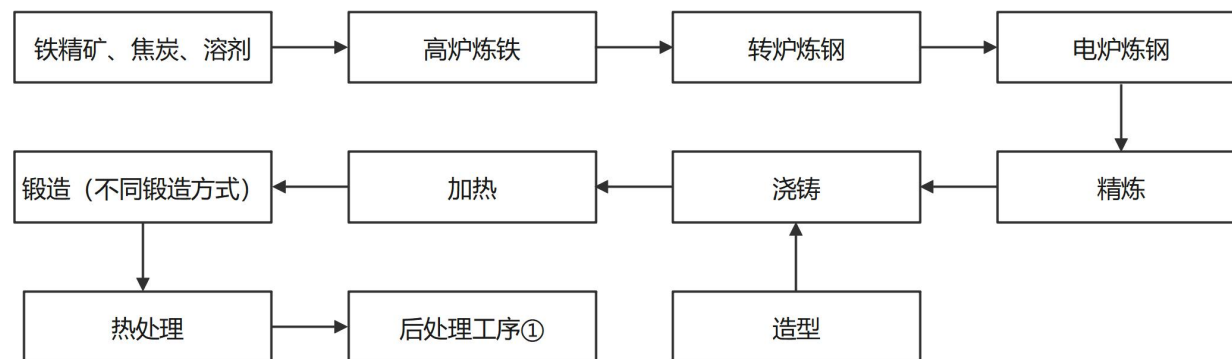 铁精矿、焦炭、溶剂
高炉炼铁
转炉炼钢
电炉炼钢
锻造（不同锻造方式）
加热
浇铸
精炼
热处理
后处理工序①
造型